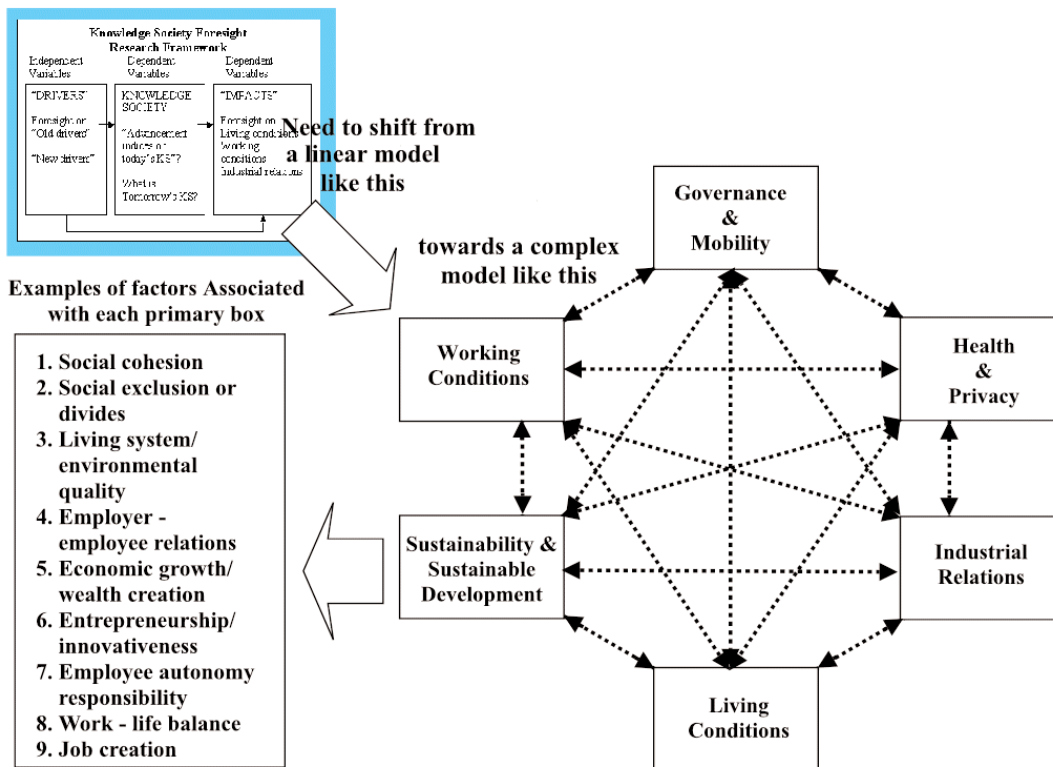 Knowledge Society Foresight
Research Framework
Independent
Variables
Dependent
Variables
Dependent
Variables
"DRIVERS"
Foresight on
"Old drivers"
"New drivers"
KNOWLEDGE
SOCIETY
"Advancement
indices on
today's KS"?
What is
Tomorrow's KS?
"IMPACTS"
Foresight on
Living conditions
Working
conditions
Industrial relations
Need to shift from
a linear model
like this
towards a complex
model like this
Governance
&
Mobility
Working
Conditions
Health
&
Privacy
Sustainability &
Sustainable
Development
Industrial
Relations
Living
Conditions
Examples of factors Associated
with each primary box
1. Social cohesion
2. Social exclusion or
divides
3. Living system/
environmental
quality
4. Employer -
employee relations
5. Economic growth/
wealth creation
6. Entrepreneurship/
innovativeness
7. Employee autonomy
responsibility
8. Work - life balance
9. Job creation